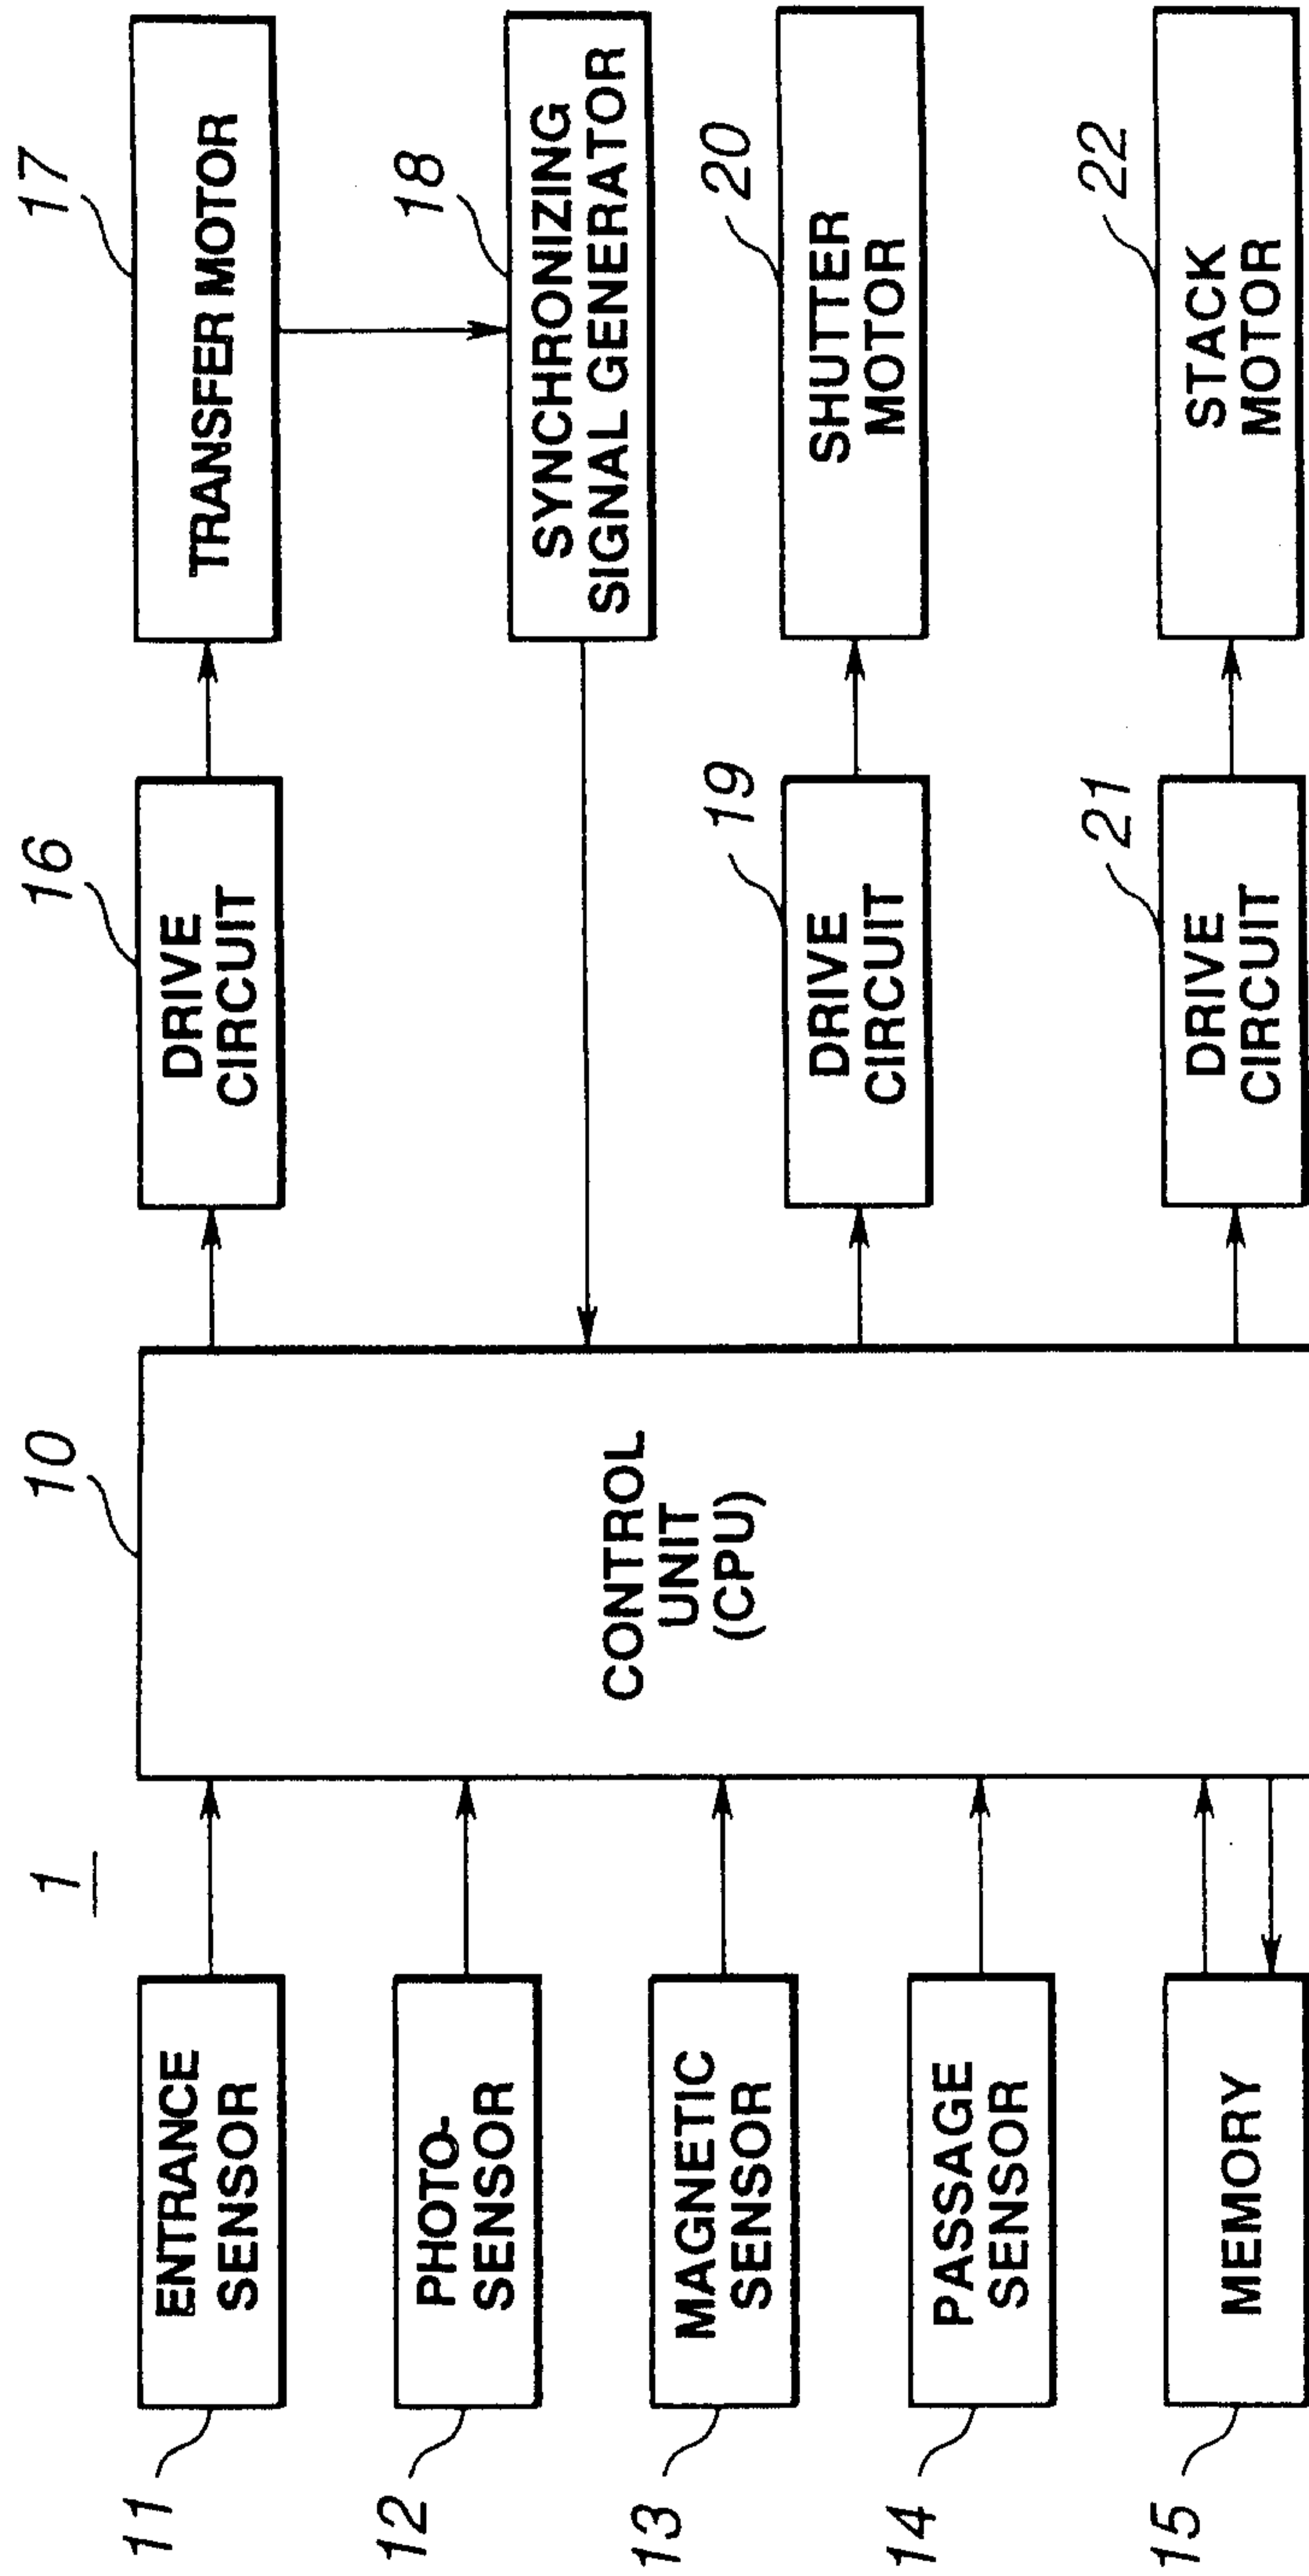 1
11
ENTRANCE
SENSOR
12
PHOTO-
SENSOR
13
MAGNETIC
SENSOR
14
PASSAGE
SENSOR
15
MEMORY
10
CONTROL
UNIT
(CPU)
16
DRIVE
CIRCUIT
17
TRANSFER MOTOR
18
SYNCHRONIZING
SIGNAL GENERATOR
19
DRIVE
CIRCUIT
20
SHUTTER
MOTOR
21
DRIVE
CIRCUIT
22
STACK
MOTOR